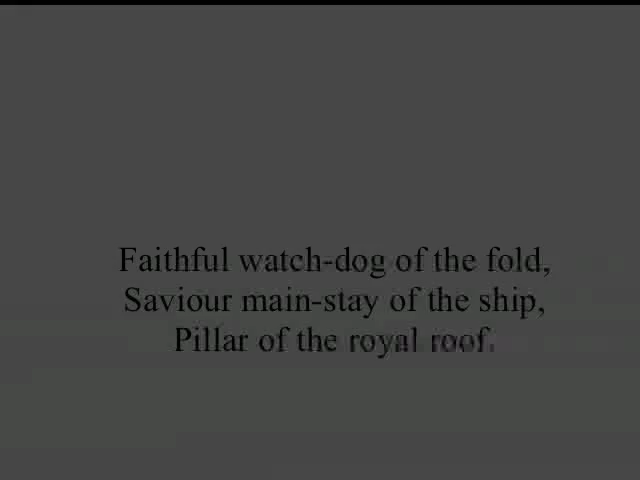 Faithful watch-dog of the fold,
Saviour main-stay of the ship,
Pillar of the royal roof.